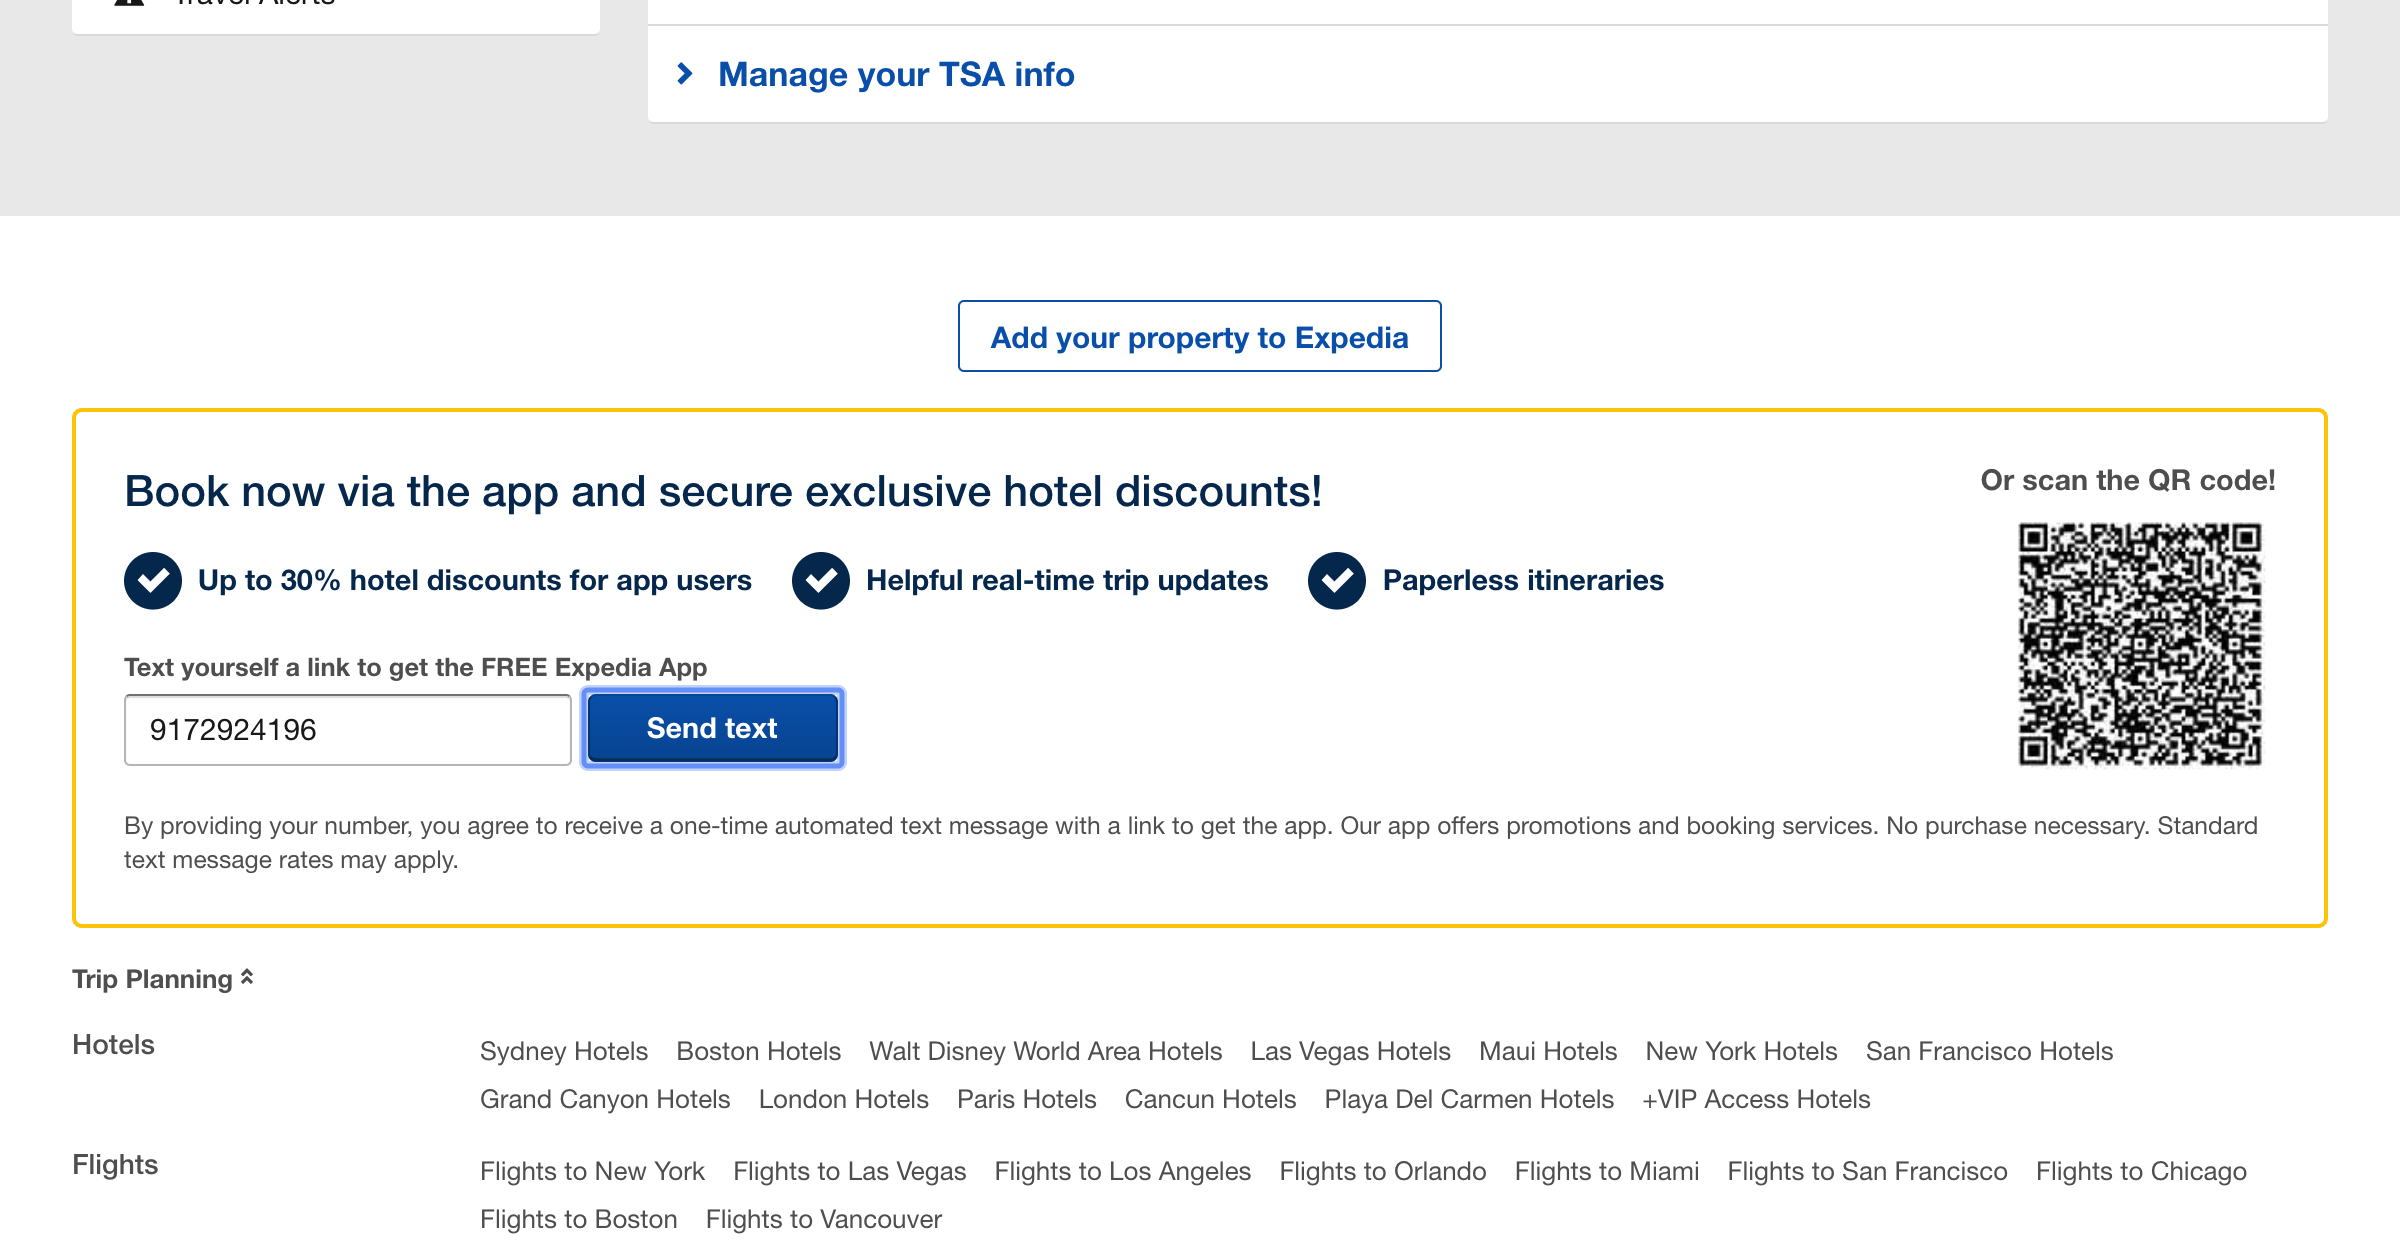 Travel Alerts
Manage your TSA info
Add your property to Expedia
Book now via the app and secure exclusive hotel discounts!
Or scan the QR code!
Up to 30% hotel discounts for app users
Helpful real-time trip updates
Paperless itineraries
Text yourself a link to get the FREE Expedia App
9172924196
Send text
By providing your number, you agree to receive a one-time automated text message with a link to get the app. Our app offers promotions and booking services. No purchase necessary. Standard
text message rates may apply.
Trip Planning
Hotels
Sydney Hotels Boston Hotels Walt Disney World Area Hotels Las Vegas Hotels Maui Hotels New York Hotels San Francisco Hotels
Grand Canyon Hotels London Hotels Paris Hotels Cancun Hotels Playa Del Carmen Hotels +VIP Access Hotels
Flights
Flights to New York Flights to Las Vegas Flights to Los Angeles Flights to Orlando Flights to Miami Flights to San Francisco Flights to Chicago
Flights to Boston Flights to Vancouver